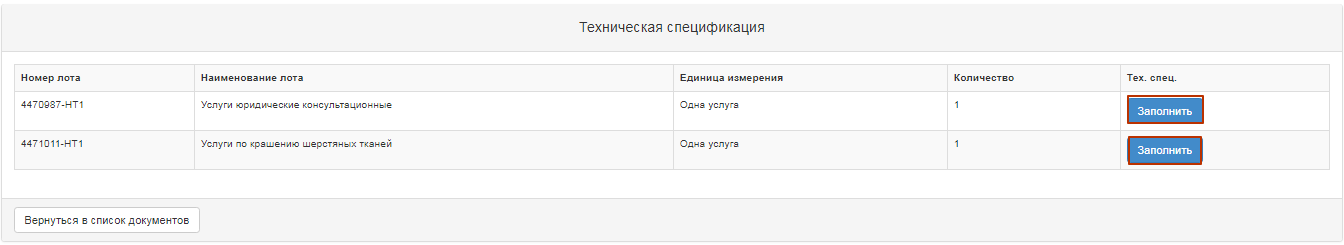 Техническая спецификация
Номер лота Наименование лота Единица измерения Количество Тех. спец.
4470987-НТ1 Услуги юридические консультационные Одна услуга 1 Заполнить
4471011-НТ1 Услуги по крашению шерстяных тканей Одна услуга 1 Заполнить
Вернуться в список документов